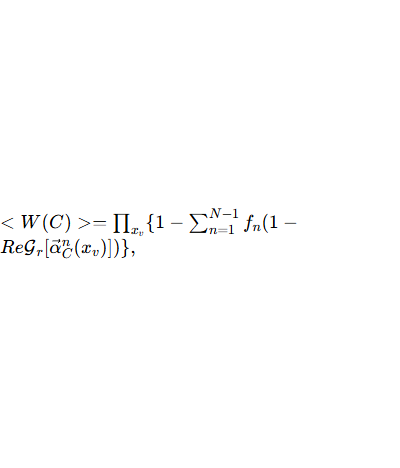 < W(C) >= ∏_{x_v}{1 − ∑_{n=1}^{N−1} f_n(1 −
Re𝒢_r[α⃗_C^n(x_v)])},